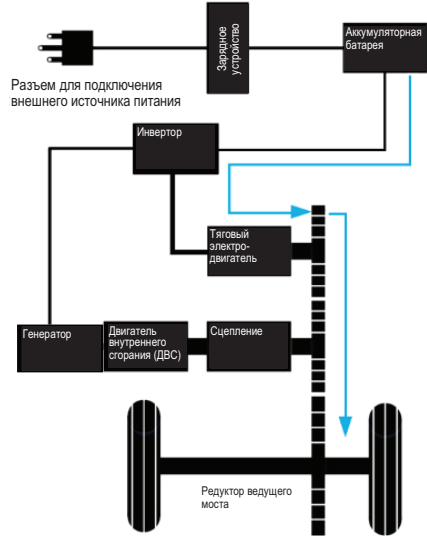 Зарядное
устройство
Аккумуляторная
батарея
Разъем для подключения
внешнего источника питания
Инвертор
Тяговый
электро-
двигатель
Генератор
Двигатель
внутреннего
сгорания (ДВС)
Сцепление
Редуктор ведущего
моста